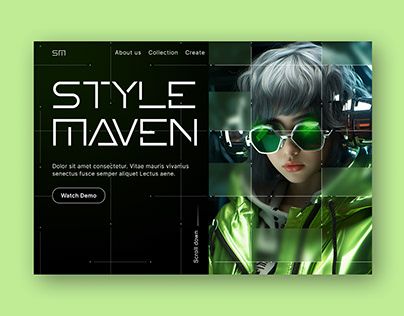 SM
About us Collection Create
STYLE
MAVEN
Dolor sit amet consectetur. Vitae mauris vivamus
senectus fusce semper aliquet Lectus aene.
Watch Demo
Scroll down